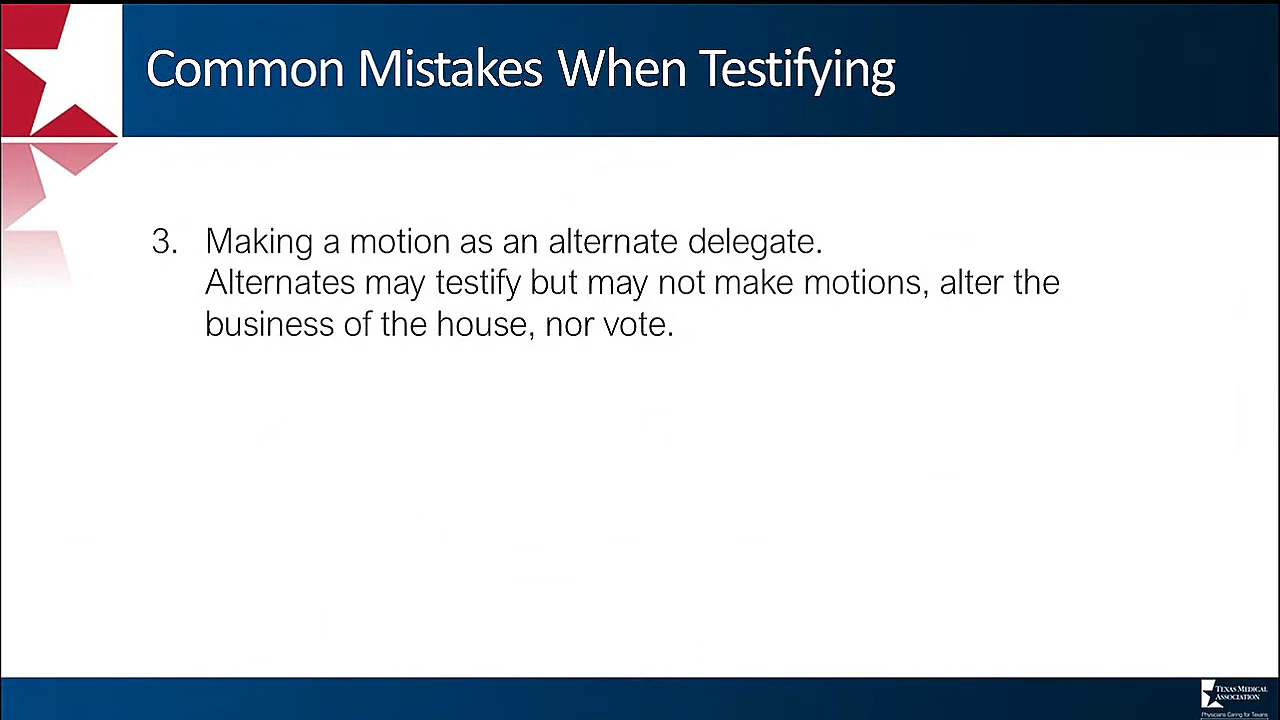 Common Mistakes When Testifying
3. Making a motion as an alternate delegate.
Alternates may testify but may not make motions, alter the
business of the house, nor vote.
TEXAS MEDICAL
ASSOCIATION
Physicians Caring for Texans